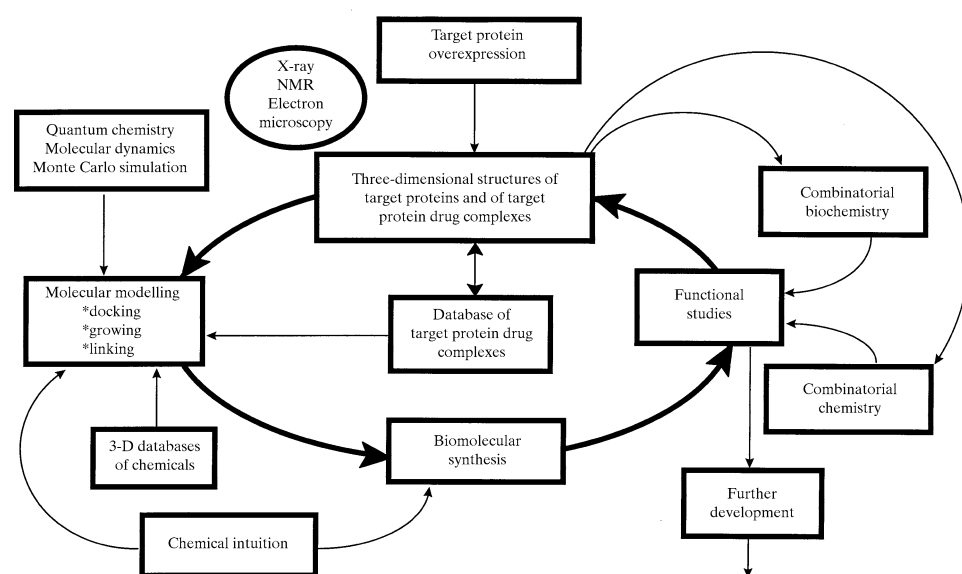 Target protein
overexpression
X-ray
NMR
Electron
microscopy
Quantum chemistry
Molecular dynamics
Monte Carlo simulation
Three-dimensional structures of
target proteins and of target
protein drug complexes
Combinatorial
biochemistry
Molecular modelling
*docking
*growing
*linking
Database of
target protein drug
complexes
Functional
studies
Combinatorial
chemistry
3-D databases
of chemicals
Biomolecular
synthesis
Further
development
Chemical intuition